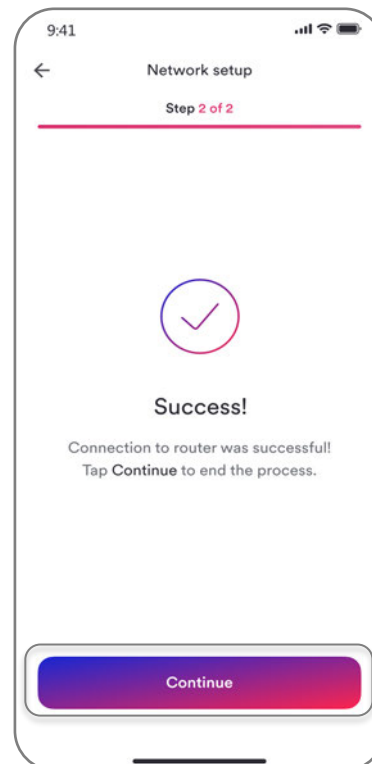 9:41
Network setup
Step 2 of 2
Success!
Connection to router was successful!
Tap Continue to end the process.
Continue